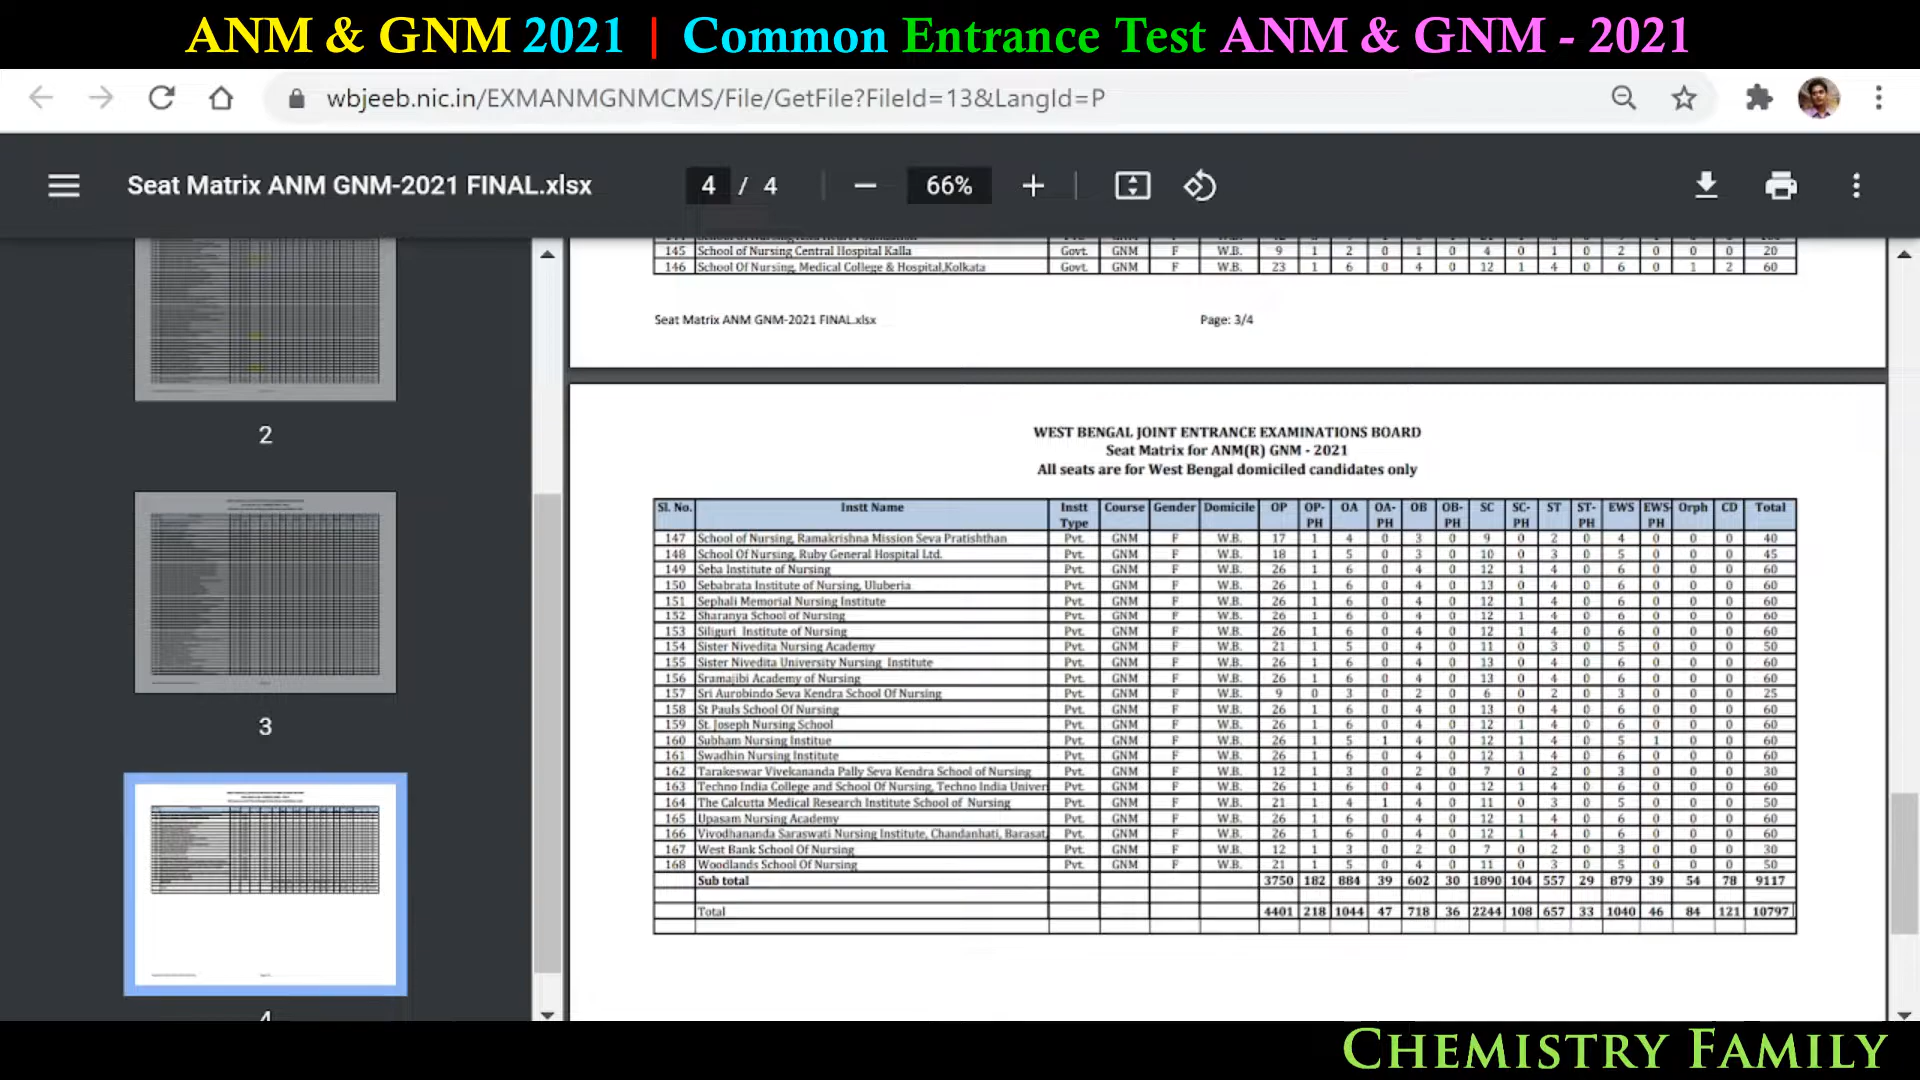 ANM & GNM 2021 | Common Entrance Test ANM & GNM - 2021
wbjeeb.nic.in/EXMANMGNMCMS/File/GetFile?FileId=13&LangId=P
Seat Matrix ANM GNM-2021 FINAL.xlsx 4 / 4 66%
145 School of Nursing Central Hospital Kalla Govt. GNM F W.B. 9 1 2 0 1 0 4 0 1 0 2 0 0 0 20
146 School Of Nursing, Medical College & Hospital,Kolkata Govt. GNM F W.B. 23 1 6 0 4 0 12 1 4 0 6 0 1 2 60
Seat Matrix ANM GNM-2021 FINAL.xlsx Page: 3/4
2
3
4
WEST BENGAL JOINT ENTRANCE EXAMINATIONS BOARD
Seat Matrix for ANM(R) GNM - 2021
All seats are for West Bengal domiciled candidates only
Sl. No. Instt Name Instt Type Course Gender Domicile OP OP-PH OA OA-PH OB OB-PH SC SC-PH ST ST-PH EWS EWS-PH Orph CD Total
147 School of Nursing, Ramakrishna Mission Seva Pratishthan Pvt. GNM F W.B. 17 1 4 0 3 0 9 0 2 0 4 0 0 0 40
148 School Of Nursing, Ruby General Hospital Ltd. Pvt. GNM F W.B. 18 1 5 0 3 0 10 0 3 0 5 0 0 0 45
149 Seba Institute of Nursing Pvt. GNM F W.B. 26 1 6 0 4 0 12 1 4 0 6 0 0 0 60
150 Sebabrata Institute of Nursing, Uluberia Pvt. GNM F W.B. 26 1 6 0 4 0 13 0 4 0 6 0 0 0 60
151 Sephali Memorial Nursing Institute Pvt. GNM F W.B. 26 1 6 0 4 0 12 1 4 0 6 0 0 0 60
152 Sharanya School of Nursing Pvt. GNM F W.B. 26 1 6 0 4 0 12 1 4 0 6 0 0 0 60
153 Siliguri Institute of Nursing Pvt. GNM F W.B. 26 1 6 0 4 0 12 1 4 0 6 0 0 0 60
154 Sister Nivedita Nursing Academy Pvt. GNM F W.B. 21 1 5 0 4 0 11 0 3 0 5 0 0 0 50
155 Sister Nivedita University Nursing Institute Pvt. GNM F W.B. 26 1 6 0 4 0 13 0 4 0 6 0 0 0 60
156 Sramajibi Academy of Nursing Pvt. GNM F W.B. 26 1 6 0 4 0 13 0 4 0 6 0 0 0 60
157 Sri Aurobindo Seva Kendra School Of Nursing Pvt. GNM F W.B. 9 0 3 0 2 0 6 0 2 0 3 0 0 0 25
158 St Pauls School Of Nursing Pvt. GNM F W.B. 26 1 6 0 4 0 13 0 4 0 6 0 0 0 60
159 St. Joseph Nursing School Pvt. GNM F W.B. 26 1 6 0 4 0 12 1 4 0 6 0 0 0 60
160 Subham Nursing Institue Pvt. GNM F W.B. 26 1 5 1 4 0 12 1 4 0 5 1 0 0 60
161 Swadhin Nursing Institute Pvt. GNM F W.B. 26 1 6 0 4 0 12 1 4 0 6 0 0 0 60
162 Tarakeswar Vivekananda Pally Seva Kendra School of Nursing Pvt. GNM F W.B. 12 1 3 0 2 0 7 0 2 0 3 0 0 0 30
163 Techno India College and School Of Nursing, Techno India Univer Pvt. GNM F W.B. 26 1 6 0 4 0 12 1 4 0 6 0 0 0 60
164 The Calcutta Medical Research Institute School of Nursing Pvt. GNM F W.B. 21 1 4 1 4 0 11 0 3 0 5 0 0 0 50
165 Upasam Nursing Academy Pvt. GNM F W.B. 26 1 6 0 4 0 12 1 4 0 6 0 0 0 60
166 Vivodhananda Saraswati Nursing Institute, Chandanhati, Barasat, Pvt. GNM F W.B. 26 1 6 0 4 0 12 1 4 0 6 0 0 0 60
167 West Bank School Of Nursing Pvt. GNM F W.B. 12 1 3 0 2 0 7 0 2 0 3 0 0 0 30
168 Woodlands School Of Nursing Pvt. GNM F W.B. 21 1 5 0 4 0 11 0 3 0 5 0 0 0 50
Sub total 3750 182 884 39 602 30 1890 104 557 29 879 39 54 78 9117
Total 4401 218 1044 47 718 36 2244 108 657 33 1040 46 84 121 10797
CHEMISTRY FAMILY